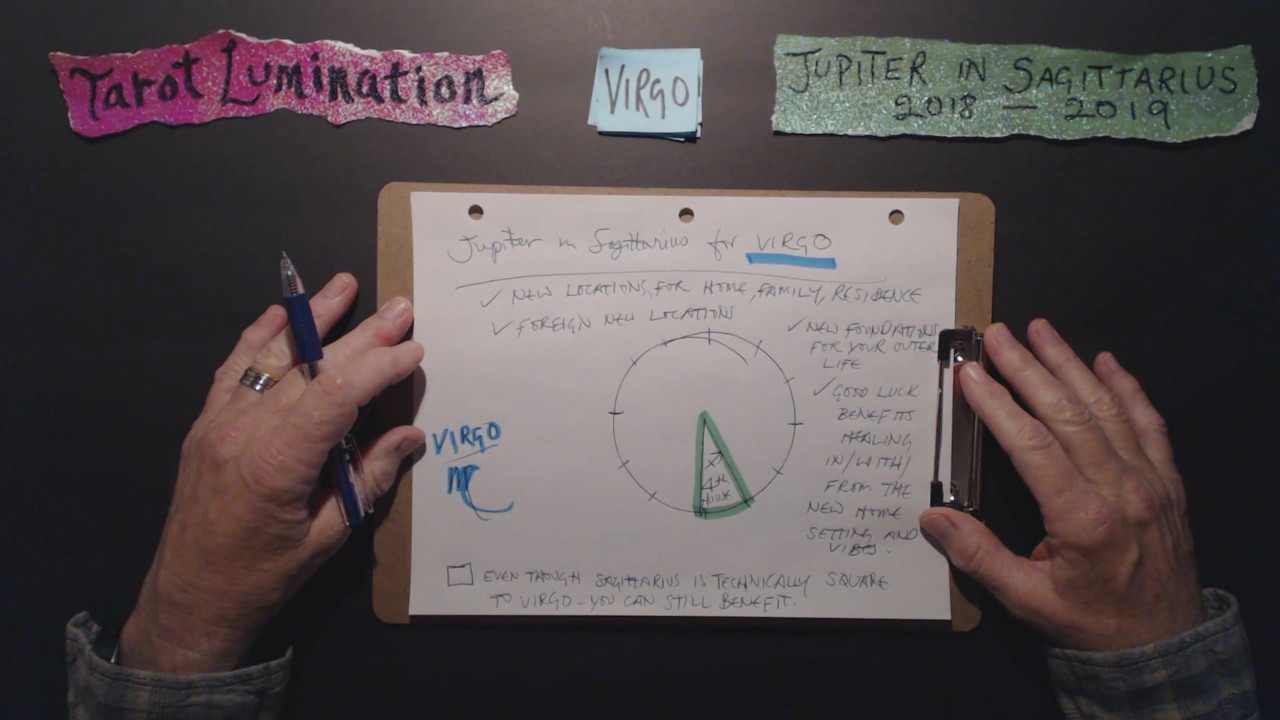 Tarot Lumination
VIRGO
JUPITER IN SAGITTARIUS
2018 — 2019
Jupiter in Sagittarius for VIRGO
✓ NEW LOCATIONS, FOR HOME, FAMILY, RESIDENCE
✓ FOREIGN NEW LOCATIONS
✓ NEW FOUNDATIONS
FOR YOUR OUTER
LIFE
✓ GOOD LUCK
BENEFITS
HEALING
IN/WITH/
FROM THE
NEW HOME
SETTING AND
VIBES.
VIRGO
♍
4th
House
□ EVEN THOUGH SAGITTARIUS IS TECHNICALLY SQUARE
TO VIRGO - YOU CAN STILL BENEFIT.